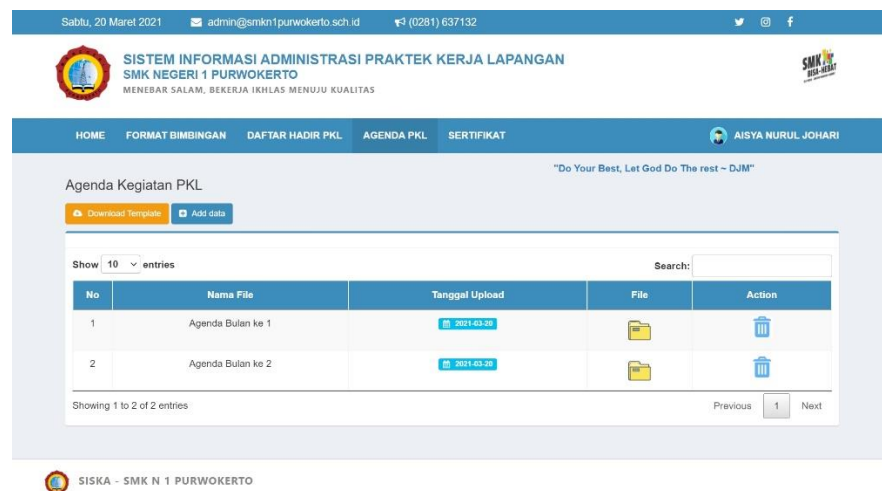 Sabtu, 20 Maret 2021 admin@smkn1purwokerto.sch.id (0281) 637132
SISTEM INFORMASI ADMINISTRASI PRAKTEK KERJA LAPANGAN
SMK NEGERI 1 PURWOKERTO
MENEBAR SALAM, BEKERJA IKHLAS MENUJU KUALITAS
SMK
BISA-HEBAT
HOME FORMAT BIMBINGAN DAFTAR HADIR PKL AGENDA PKL SERTIFIKAT AISYA NURUL JOHARI
"Do Your Best, Let God Do The rest ~ DJM"
Agenda Kegiatan PKL
Download Template Add data
Show 10 entries Search:
No Nama File Tanggal Upload File Action
1 Agenda Bulan ke 1 2021-03-20
2 Agenda Bulan ke 2 2021-03-20
Showing 1 to 2 of 2 entries Previous 1 Next
SISKA - SMK N 1 PURWOKERTO